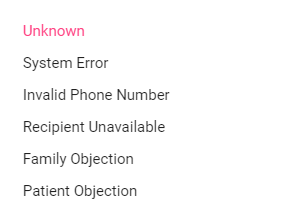 Unknown
System Error
Invalid Phone Number
Recipient Unavailable
Family Objection
Patient Objection